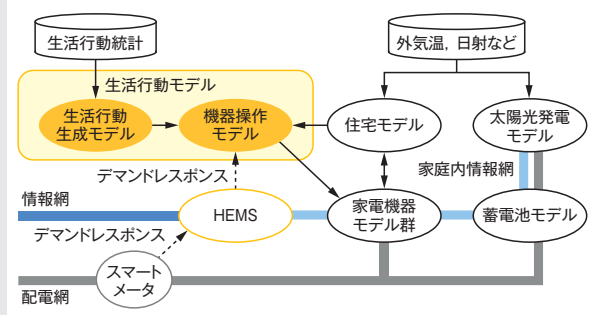 生活行動統計
外気温，日射など
生活行動モデル
生活行動
生成モデル
機器操作
モデル
住宅モデル
太陽光発電
モデル
デマンドレスポンス
家庭内情報網
情報網
HEMS
家電機器
モデル群
蓄電池モデル
デマンドレスポンス
スマート
メータ
配電網